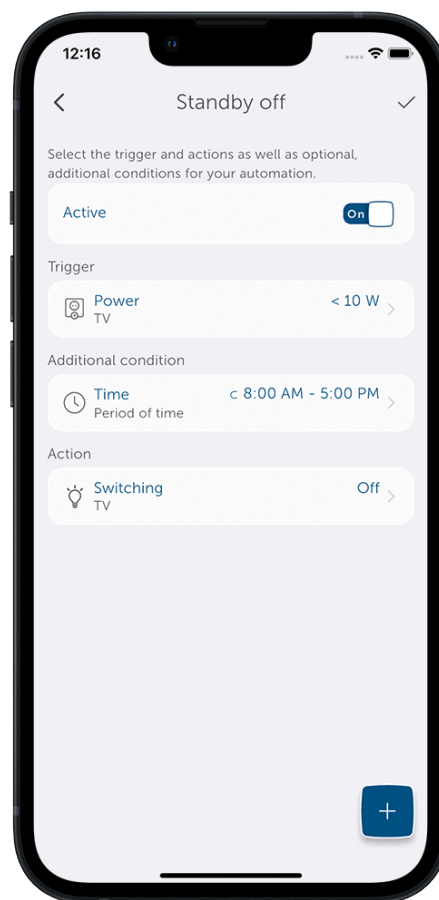 12:16
Standby off
Select the trigger and actions as well as optional,
additional conditions for your automation.
Active
On
Trigger
Power
< 10 W
TV
Additional condition
Time
⊂ 8:00 AM - 5:00 PM
Period of time
Action
Switching
Off
TV